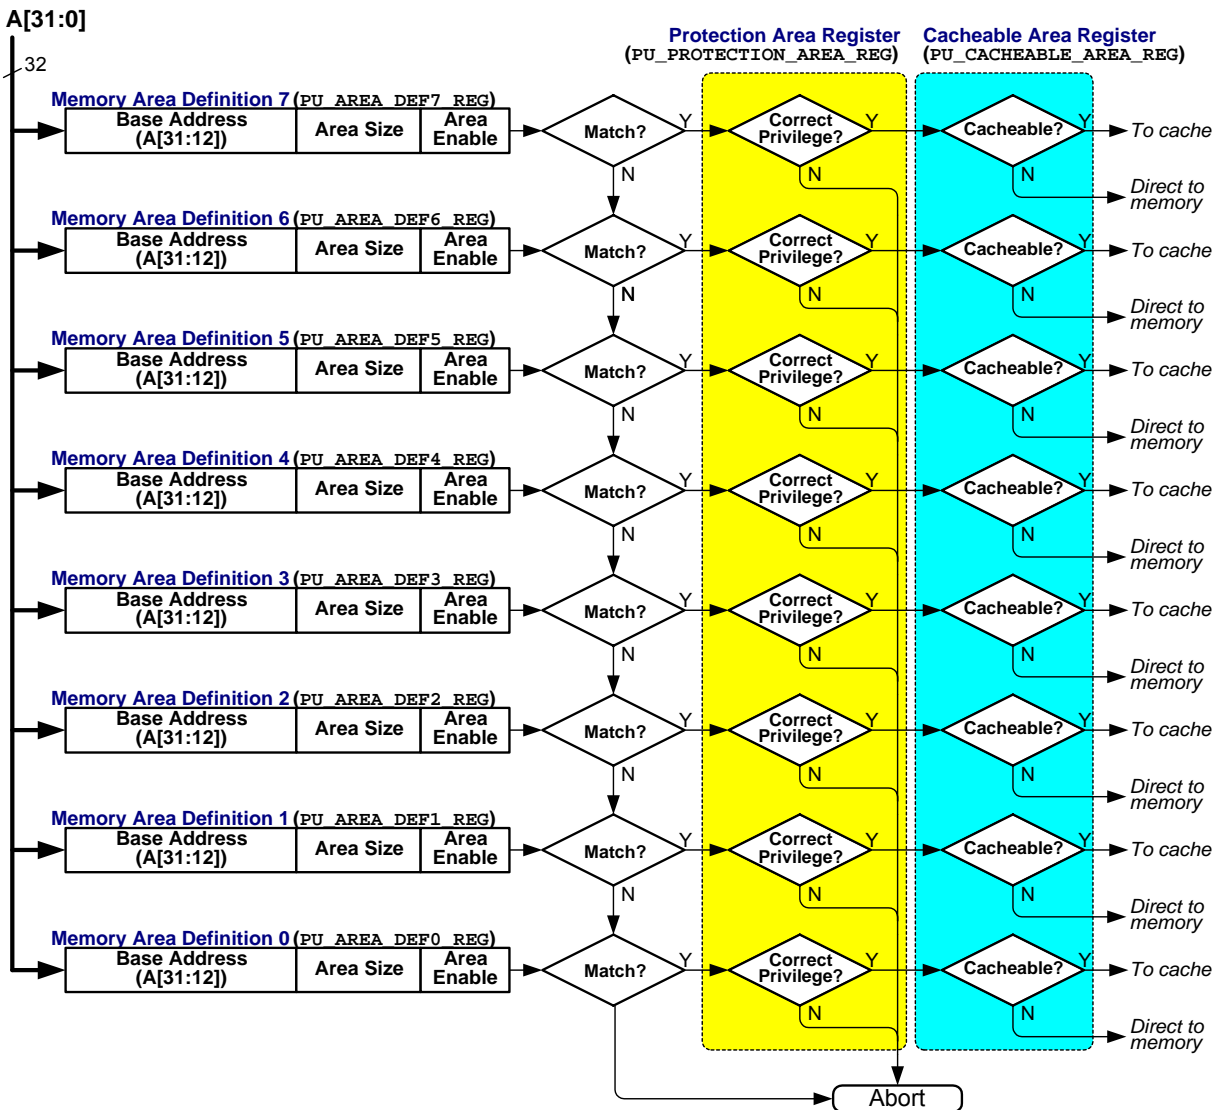 A[31:0]
32
Protection Area Register
(PU_PROTECTION_AREA_REG)
Cacheable Area Register
(PU_CACHEABLE_AREA_REG)
Memory Area Definition 7 (PU_AREA_DEF7_REG)
Base Address
(A[31:12])
Area Size
Area
Enable
Match?
Y
N
Correct
Privilege?
Y
N
Cacheable?
Y
N
To cache
Direct to
memory
Memory Area Definition 6 (PU_AREA_DEF6_REG)
Base Address
(A[31:12])
Area Size
Area
Enable
Match?
Y
N
Correct
Privilege?
Y
N
Cacheable?
Y
N
To cache
Direct to
memory
Memory Area Definition 5 (PU_AREA_DEF5_REG)
Base Address
(A[31:12])
Area Size
Area
Enable
Match?
Y
N
Correct
Privilege?
Y
N
Cacheable?
Y
N
To cache
Direct to
memory
Memory Area Definition 4 (PU_AREA_DEF4_REG)
Base Address
(A[31:12])
Area Size
Area
Enable
Match?
Y
N
Correct
Privilege?
Y
N
Cacheable?
Y
N
To cache
Direct to
memory
Memory Area Definition 3 (PU_AREA_DEF3_REG)
Base Address
(A[31:12])
Area Size
Area
Enable
Match?
Y
N
Correct
Privilege?
Y
N
Cacheable?
Y
N
To cache
Direct to
memory
Memory Area Definition 2 (PU_AREA_DEF2_REG)
Base Address
(A[31:12])
Area Size
Area
Enable
Match?
Y
N
Correct
Privilege?
Y
N
Cacheable?
Y
N
To cache
Direct to
memory
Memory Area Definition 1 (PU_AREA_DEF1_REG)
Base Address
(A[31:12])
Area Size
Area
Enable
Match?
Y
N
Correct
Privilege?
Y
N
Cacheable?
Y
N
To cache
Direct to
memory
Memory Area Definition 0 (PU_AREA_DEF0_REG)
Base Address
(A[31:12])
Area Size
Area
Enable
Match?
Y
Correct
Privilege?
Y
N
Cacheable?
Y
N
To cache
Direct to
memory
Abort